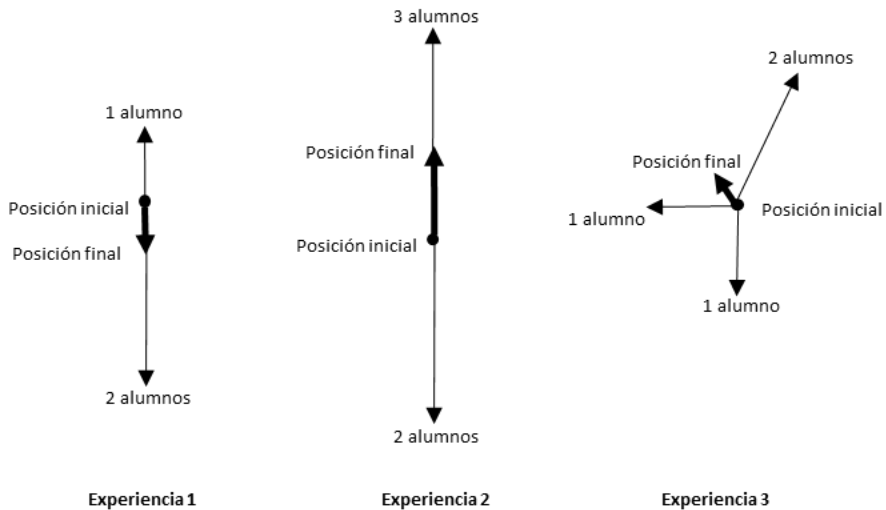 1 alumno
Posición inicial
Posición final
2 alumnos
Experiencia 1
3 alumnos
Posición final
Posición inicial
2 alumnos
Experiencia 2
2 alumnos
Posición final
Posición inicial
1 alumno
1 alumno
Experiencia 3